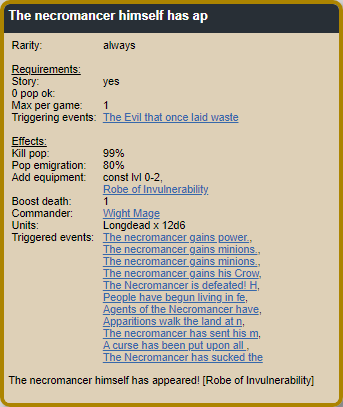 The necromancer himself has ap
Rarity: always
Requirements:
Story: yes
0 pop ok:
Max per game: 1
Triggering events: The Evil that once laid waste
Effects:
Kill pop: 99%
Pop emigration: 80%
Add equipment: const lvl 0-2,
Robe of Invulnerability
Boost death: 1
Commander: Wight Mage
Units: Longdead x 12d6
Triggered events: The necromancer gains power.,
The necromancer gains minions.,
The necromancer gains minions.,
The necromancer gains his Crow,
The Necromancer is defeated! H,
People have begun living in fe,
Agents of the Necromancer have,
Apparitions walk the land at n,
The necromancer has sent his m,
A curse has been put upon all ,
The Necromancer has sucked the
The necromancer himself has appeared! [Robe of Invulnerability]